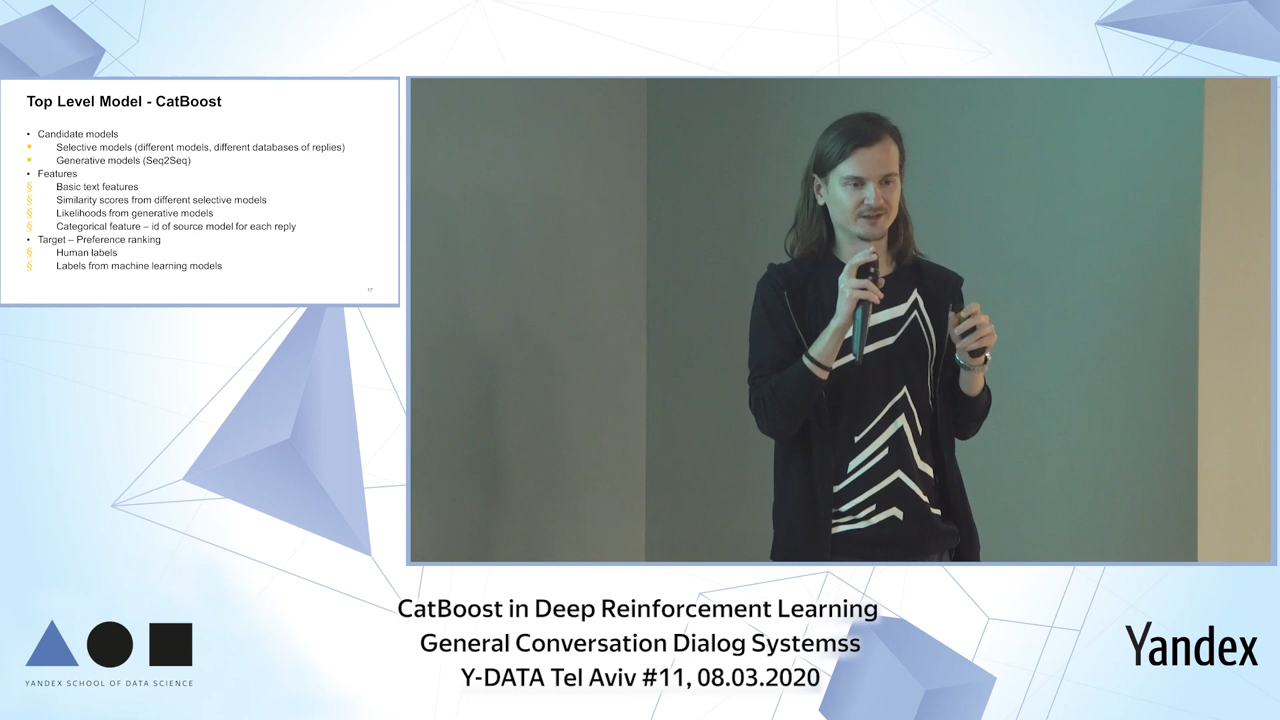 Top Level Model - CatBoost
• Candidate models
▪ Selective models (different models, different databases of replies)
▪ Generative models (Seq2Seq)
• Features
§ Basic text features
§ Similarity scores from different selective models
§ Likelihoods from generative models
§ Categorical feature – id of source model for each reply
• Target – Preference ranking
§ Human labels
§ Labels from machine learning models
17
CatBoost in Deep Reinforcement Learning
General Conversation Dialog Systemss
Y-DATA Tel Aviv #11, 08.03.2020
YANDEX SCHOOL OF DATA SCIENCE
Yandex